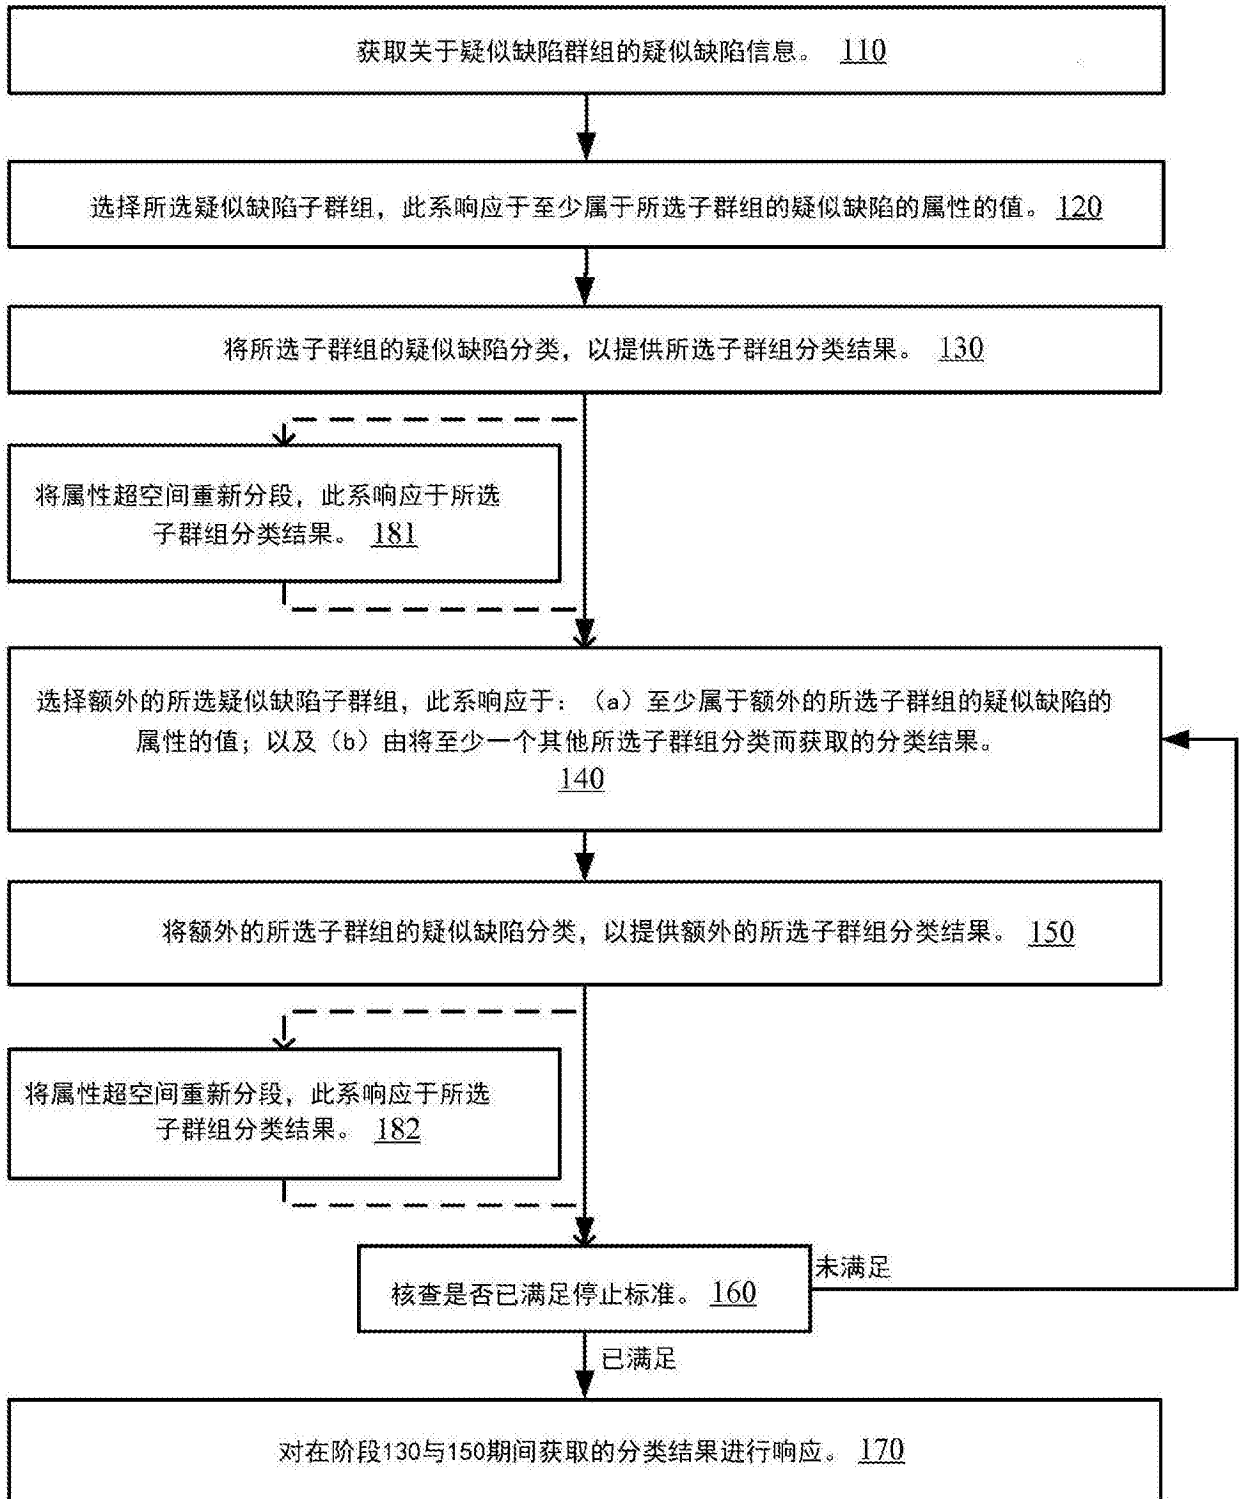 获取关于疑似缺陷群组的疑似缺陷信息。 110
选择所选疑似缺陷子群组，此系响应于至少属于所选子群组的疑似缺陷的属性的值。 120
将所选子群组的疑似缺陷分类，以提供所选子群组分类结果。 130
将属性超空间重新分段，此系响应于所选
子群组分类结果。 181
选择额外的所选疑似缺陷子群组，此系响应于：（a）至少属于额外的所选子群组的疑似缺陷的
属性的值；以及（b）由将至少一个其他所选子群组分类而获取的分类结果。
140
将额外的所选子群组的疑似缺陷分类，以提供额外的所选子群组分类结果。 150
将属性超空间重新分段，此系响应于所选
子群组分类结果。 182
核查是否已满足停止标准。 160
未满足
已满足
对在阶段130与150期间获取的分类结果进行响应。 170